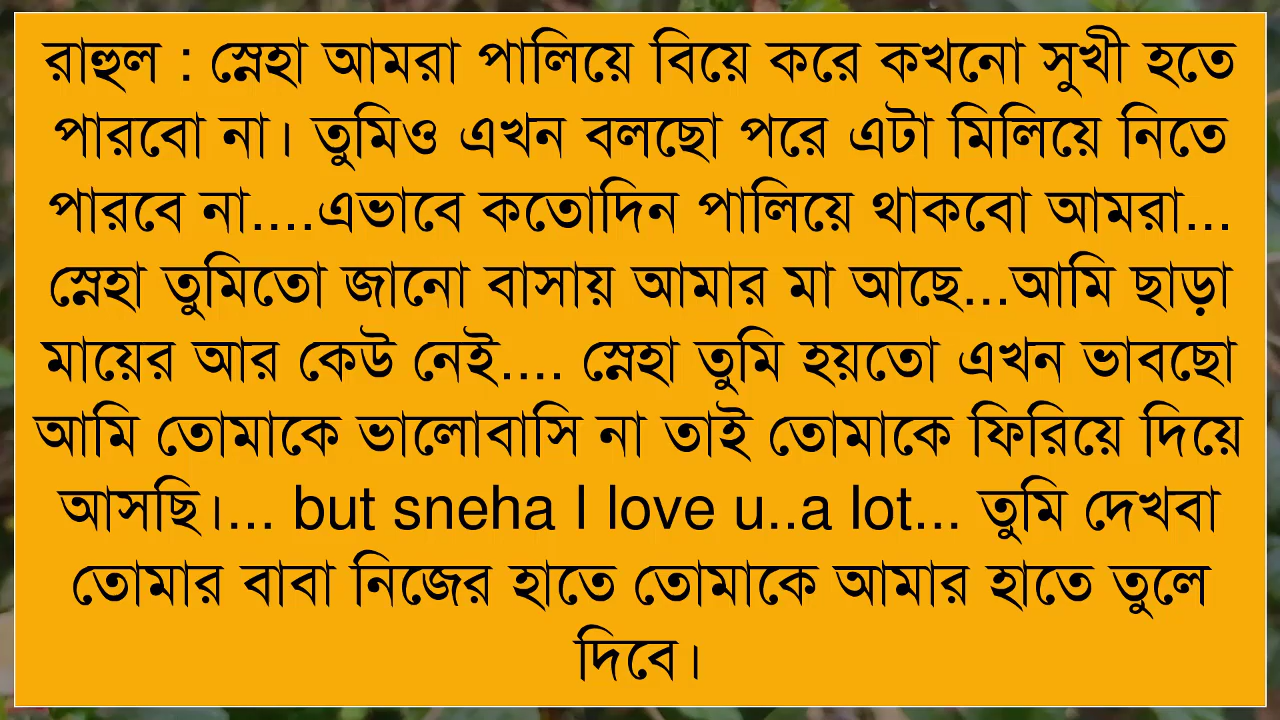 রাহুল : স্নেহা আমরা পালিয়ে বিয়ে করে কখনো সুখী হতে
পারবো না। তুমিও এখন বলছো পরে এটা মিলিয়ে নিতে
পারবে না....এভাবে কতোদিন পালিয়ে থাকবো আমরা...
স্নেহা তুমিতো জানো বাসায় আমার মা আছে...আমি ছাড়া
মায়ের আর কেউ নেই.... স্নেহা তুমি হয়তো এখন ভাবছো
আমি তোমাকে ভালোবাসি না তাই তোমাকে ফিরিয়ে দিয়ে
আসছি।... but sneha I love u..a lot... তুমি দেখবা
তোমার বাবা নিজের হাতে তোমাকে আমার হাতে তুলে
দিবে।